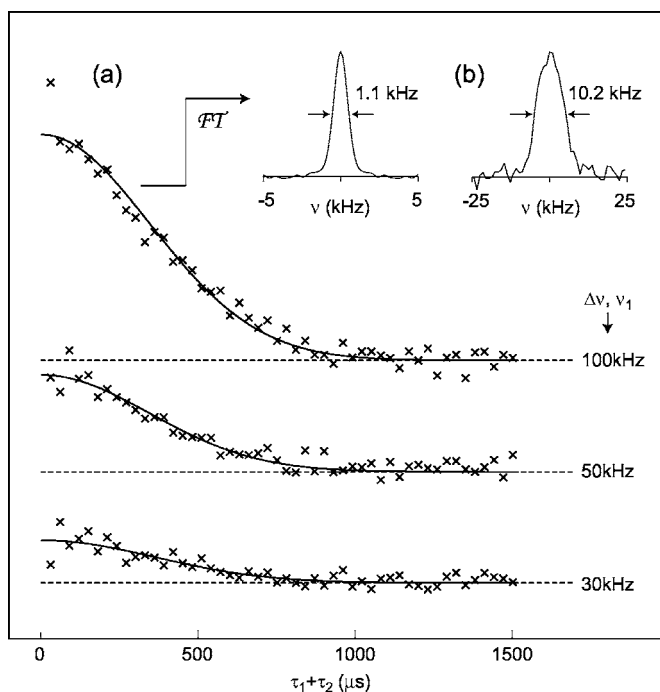 (a)
ℱ𝒯
1.1 kHz
-5 5
ν (kHz)
(b)
10.2 kHz
-25 25
ν (kHz)
Δν, ν₁
100kHz
50kHz
30kHz
0 500 1000 1500
τ₁+τ₂ (μs)